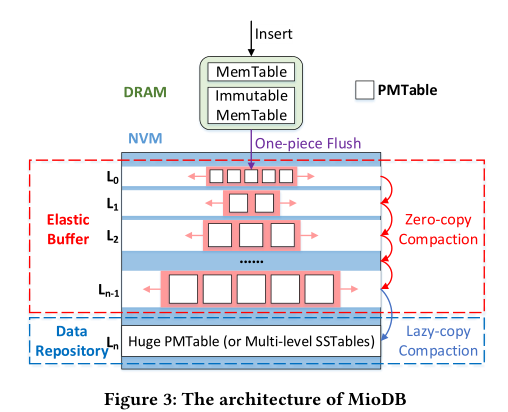 Insert
MemTable
DRAM
Immutable
MemTable
PMTable
NVM
One-piece Flush
L0
L1
Elastic
Buffer
Zero-copy
Compaction
L2
......
Ln-1
Data
Repository
Ln
Huge PMTable (or Multi-level SSTables)
Lazy-copy
Compaction
Figure 3: The architecture of MioDB